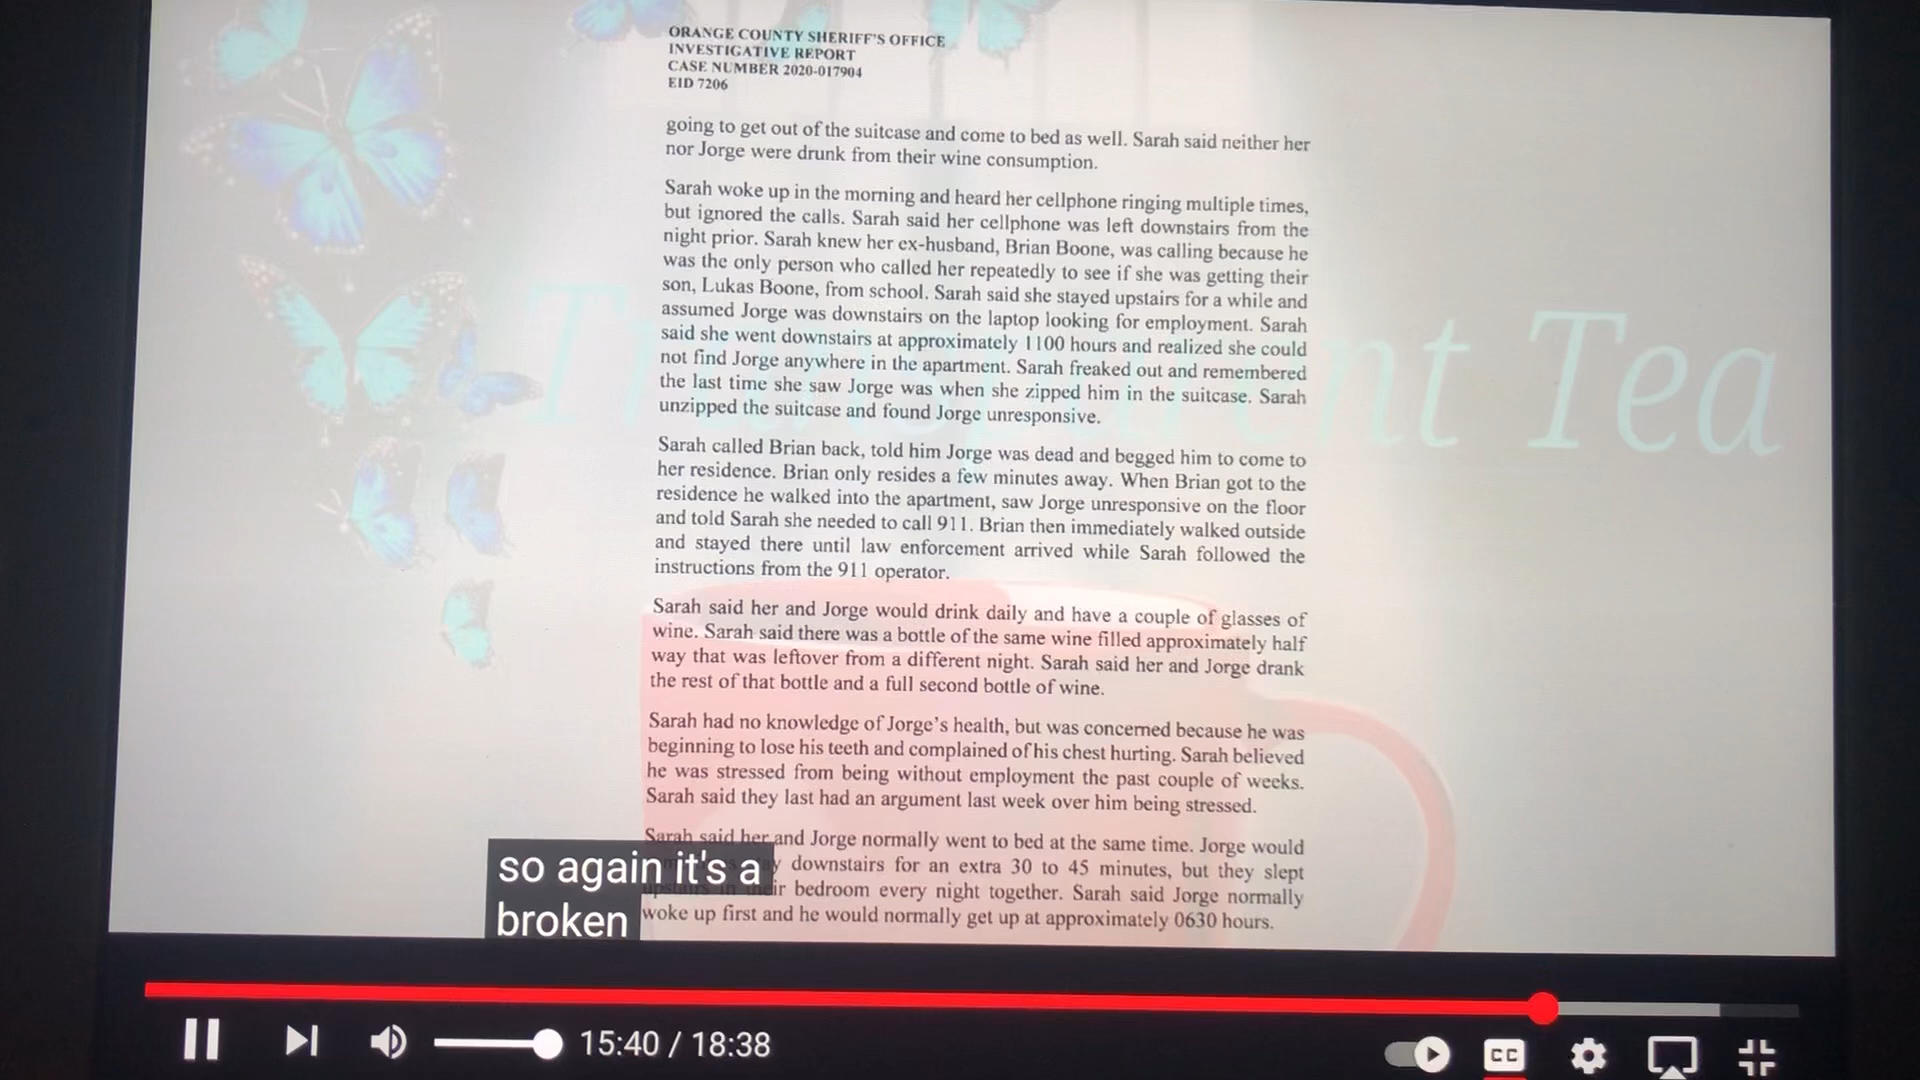 ORANGE COUNTY SHERIFF'S OFFICE
INVESTIGATIVE REPORT
CASE NUMBER 2020-017904
EID 7206
going to get out of the suitcase and come to bed as well. Sarah said neither her
nor Jorge were drunk from their wine consumption.
Sarah woke up in the morning and heard her cellphone ringing multiple times,
but ignored the calls. Sarah said her cellphone was left downstairs from the
night prior. Sarah knew her ex-husband, Brian Boone, was calling because he
was the only person who called her repeatedly to see if she was getting their
son, Lukas Boone, from school. Sarah said she stayed upstairs for a while and
assumed Jorge was downstairs on the laptop looking for employment. Sarah
said she went downstairs at approximately 1100 hours and realized she could
not find Jorge anywhere in the apartment. Sarah freaked out and remembered
the last time she saw Jorge was when she zipped him in the suitcase. Sarah
unzipped the suitcase and found Jorge unresponsive.
Sarah called Brian back, told him Jorge was dead and begged him to come to
her residence. Brian only resides a few minutes away. When Brian got to the
residence he walked into the apartment, saw Jorge unresponsive on the floor
and told Sarah she needed to call 911. Brian then immediately walked outside
and stayed there until law enforcement arrived while Sarah followed the
instructions from the 911 operator.
Sarah said her and Jorge would drink daily and have a couple of glasses of
wine. Sarah said there was a bottle of the same wine filled approximately half
way that was leftover from a different night. Sarah said her and Jorge drank
the rest of that bottle and a full second bottle of wine.
Sarah had no knowledge of Jorge's health, but was concerned because he was
beginning to lose his teeth and complained of his chest hurting. Sarah believed
he was stressed from being without employment the past couple of weeks.
Sarah said they last had an argument last week over him being stressed.
Sarah said her and Jorge normally went to bed at the same time. Jorge would
downstairs for an extra 30 to 45 minutes, but they slept
upstairs in their bedroom every night together. Sarah said Jorge normally
woke up first and he would normally get up at approximately 0630 hours.
Tea
so again it's a
broken
15:40 / 18:38
CC